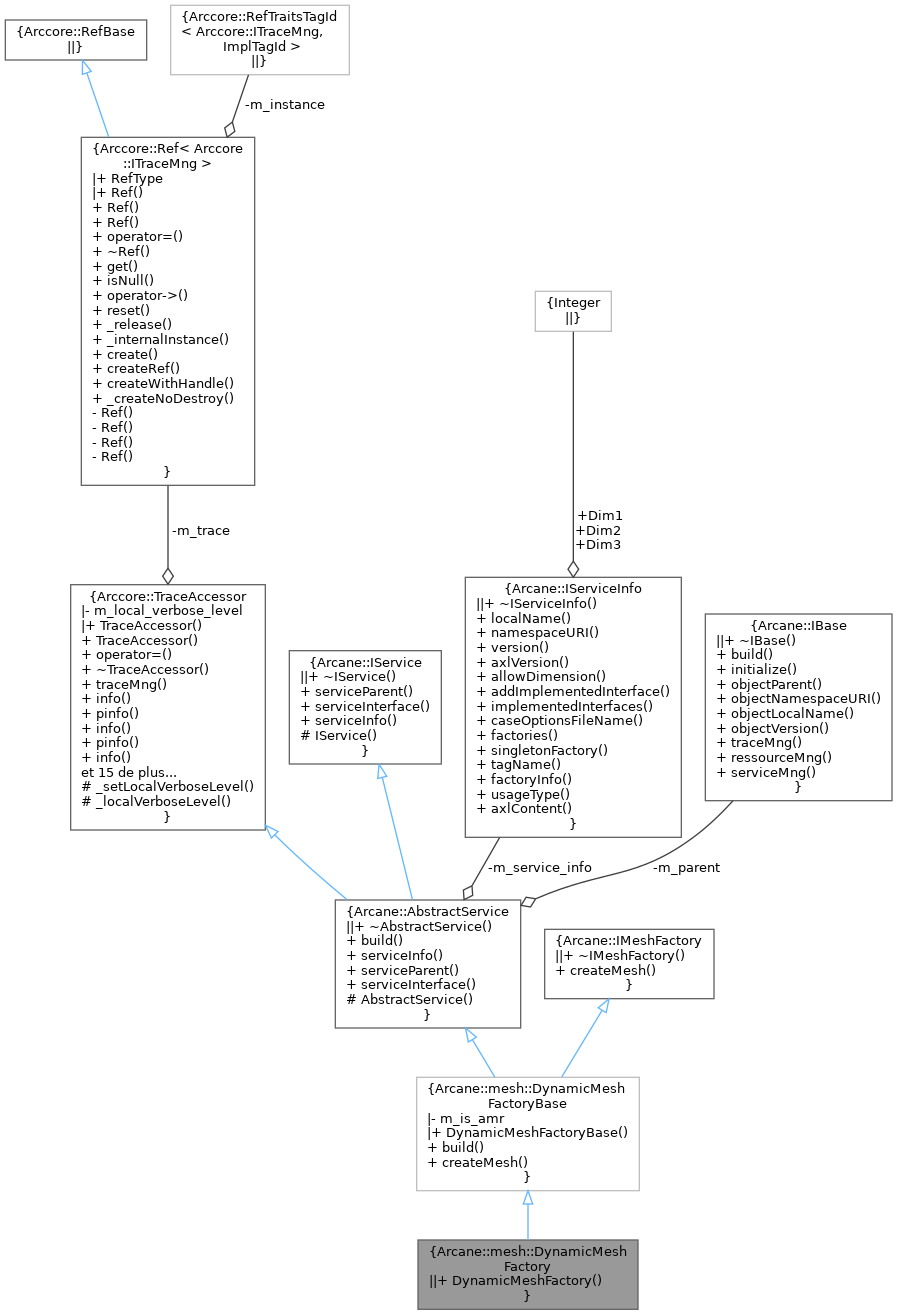 {Arccore::RefBase
||}
{Arccore::RefTraitsTagId
< Arccore::ITraceMng,
ImplTagId >
||}
-m_instance
{Arccore::Ref< Arccore
::ITraceMng >
|+ RefType
|+ Ref()
+ Ref()
+ Ref()
+ operator=()
+ ~Ref()
+ get()
+ isNull()
+ operator->()
+ reset()
+ _release()
+ _internalInstance()
+ create()
+ createRef()
+ createWithHandle()
+ _createNoDestroy()
- Ref()
- Ref()
- Ref()
- Ref()
}
{Integer
||}
-m_trace
+Dim1
+Dim2
+Dim3
{Arccore::TraceAccessor
|- m_local_verbose_level
|+ TraceAccessor()
+ TraceAccessor()
+ operator=()
+ ~TraceAccessor()
+ traceMng()
+ info()
+ pinfo()
+ info()
+ pinfo()
+ info()
et 15 de plus...
# _setLocalVerboseLevel()
# _localVerboseLevel()
}
{Arcane::IService
||+ ~IService()
+ serviceParent()
+ serviceInterface()
+ serviceInfo()
# IService()
}
{Arcane::IServiceInfo
||+ ~IServiceInfo()
+ localName()
+ namespaceURI()
+ version()
+ axlVersion()
+ allowDimension()
+ addImplementedInterface()
+ implementedInterfaces()
+ caseOptionsFileName()
+ factories()
+ singletonFactory()
+ tagName()
+ factoryInfo()
+ usageType()
+ axlContent()
}
{Arcane::IBase
||+ ~IBase()
+ build()
+ initialize()
+ objectParent()
+ objectNamespaceURI()
+ objectLocalName()
+ objectVersion()
+ traceMng()
+ ressourceMng()
+ serviceMng()
}
-m_service_info
-m_parent
{Arcane::AbstractService
||+ ~AbstractService()
+ build()
+ serviceInfo()
+ serviceParent()
+ serviceInterface()
# AbstractService()
}
{Arcane::IMeshFactory
||+ ~IMeshFactory()
+ createMesh()
}
{Arcane::mesh::DynamicMesh
FactoryBase
|- m_is_amr
|+ DynamicMeshFactoryBase()
+ build()
+ createMesh()
}
{Arcane::mesh::DynamicMesh
Factory
||+ DynamicMeshFactory()
}